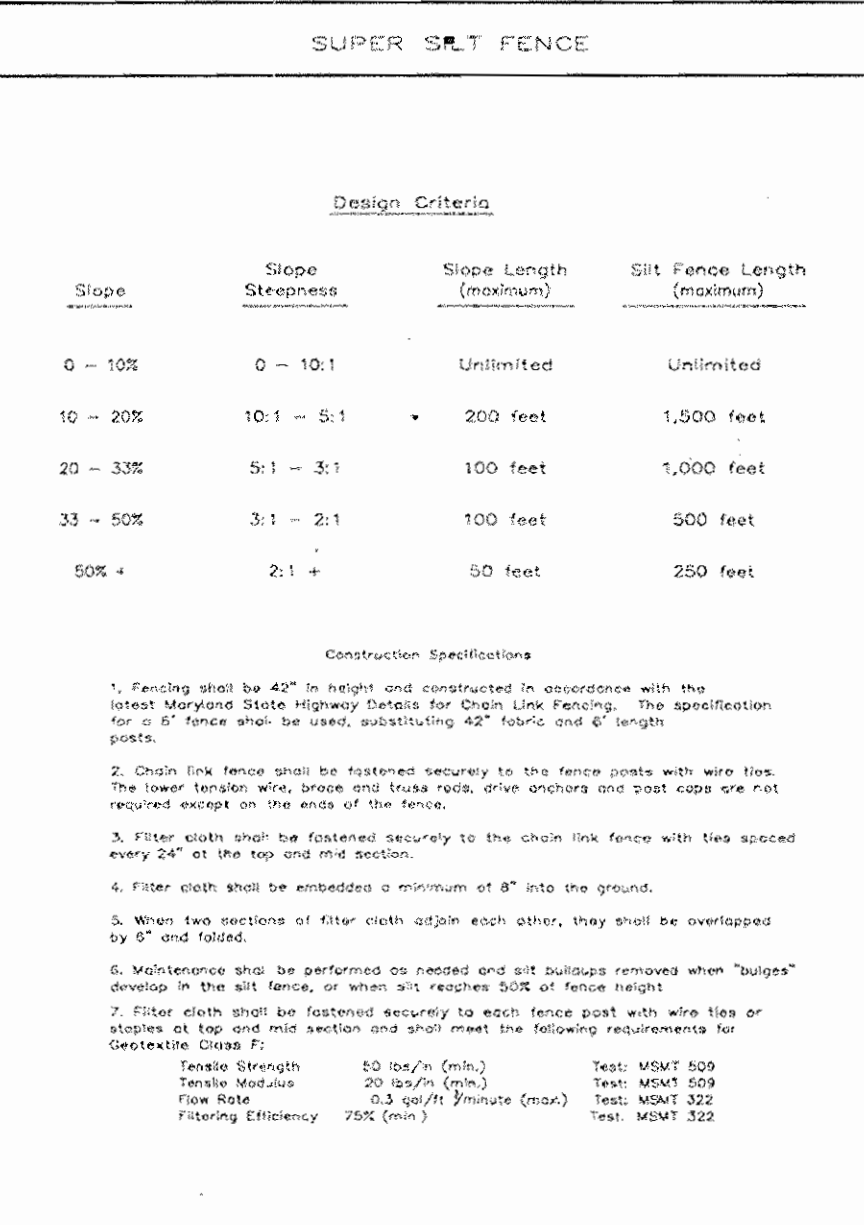 SUPER SILT FENCE
Design Criteria
Slope
Slope Steepness
Slope Length (maximum)
Silt Fence Length (maximum)
0 – 10% 0 – 10:1 Unlimited Unlimited
10 – 20% 10:1 – 5:1 200 feet 1,500 feet
20 – 33% 5:1 – 3:1 100 feet 1,000 feet
33 – 50% 3:1 – 2:1 100 feet 500 feet
50% + 2:1 + 50 feet 250 feet
Construction Specifications
1. Fencing shall be 42" in height and constructed in accordance with the
latest Maryland State Highway Details for Chain Link Fencing. The specification
for a 6' fence shall be used, substituting 42" fabric and 6' length
posts.
2. Chain link fence shall be fastened securely to the fence posts with wire ties.
The lower tension wire, brace and truss rods, drive anchors and post caps are not
required except on the ends of the fence.
3. Filter cloth shall be fastened securely to the chain link fence with ties spaced
every 24" at the top and mid section.
4. Filter cloth shall be embedded a minimum of 8" into the ground.
5. When two sections of filter cloth adjoin each other, they shall be overlapped
by 6" and folded.
6. Maintenance shall be performed as needed and silt buildups removed when "bulges"
develop in the silt fence, or when silt reaches 50% of fence height
7. Filter cloth shall be fastened securely to each fence post with wire ties or
staples at top and mid section and shall meet the following requirements for
Geotextile Class F:
Tensile Strength 50 lbs/in (min.) Test: MSMT 509
Tensile Modulus 20 lbs/in (min.) Test: MSMT 509
Flow Rate 0.3 gal/ft²/minute (max.) Test: MSMT 322
Filtering Efficiency 75% (min.) Test: MSMT 322